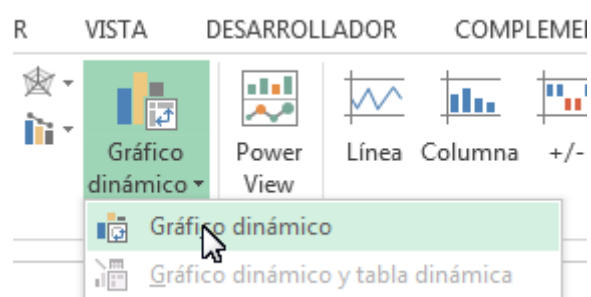 R VISTA DESARROLLADOR COMPLEME
Gráfico dinámico
Power View
Línea
Columna
+/-
Gráfico dinámico
Gráfico dinámico y tabla dinámica